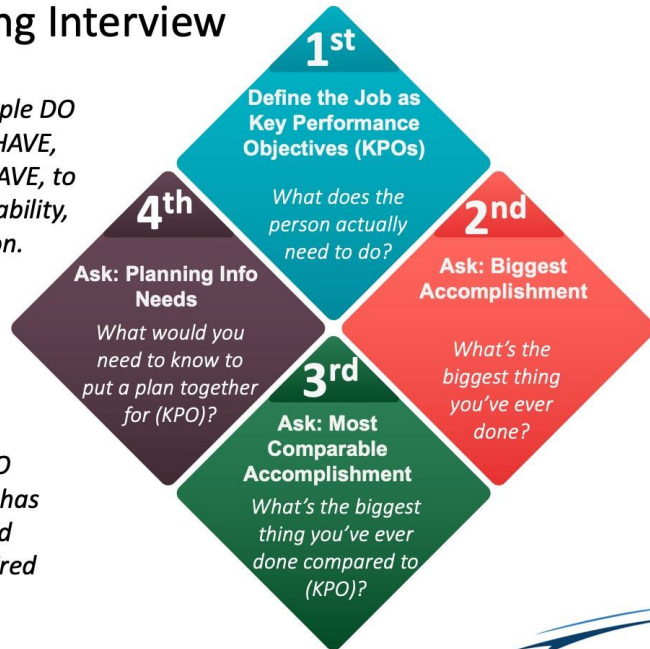 ng Interview
ple DO
HAVE,
AVE, to
ability,
on.
1st
Define the Job as
Key Performance
Objectives (KPOs)
What does the
person actually
need to do?
2nd
Ask: Biggest
Accomplishment
What's the
biggest thing
you've ever
done?
3rd
Ask: Most
Comparable
Accomplishment
What's the biggest
thing you've ever
done compared to
(KPO)?
4th
Ask: Planning Info
Needs
What would you
need to know to
put a plan together
for (KPO)?
O
has
d
red